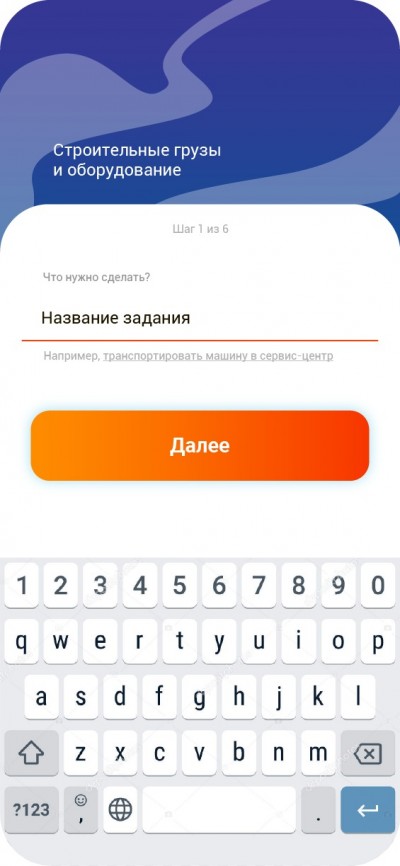 Строительные грузы
и оборудование
Шаг 1 из 6
Что нужно сделать?
Название задания
Например, транспортировать машину в сервис-центр
Далее
1 2 3 4 5 6 7 8 9 0
q w e r t y u i o p
a s d f g h j k l
z x c v b n m
?123 , .